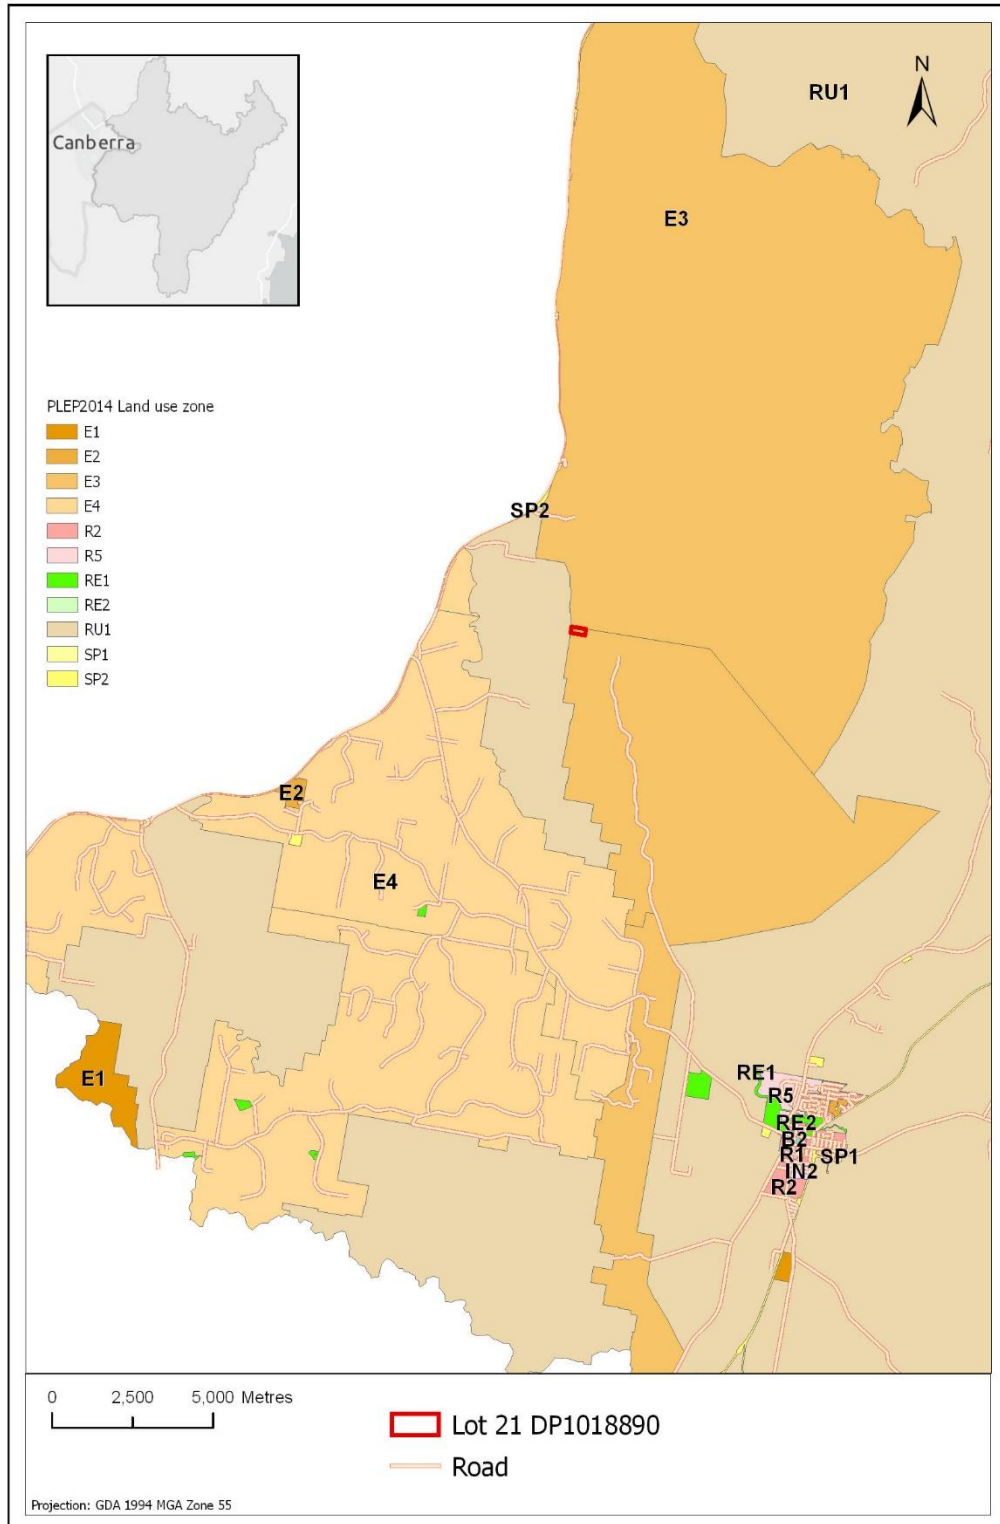 N
RU1
Canberra
E3
PLEP2014 Land use zone
E1
E2
E3
E4
R2
R5
RE1
RE2
RU1
SP1
SP2
SP2
E2
E4
E1
RE1
R5
RE2
B2
R1
SP1
IN2
R2
0 2,500 5,000 Metres
Lot 21 DP1018890
Road
Projection: GDA 1994 MGA Zone 55